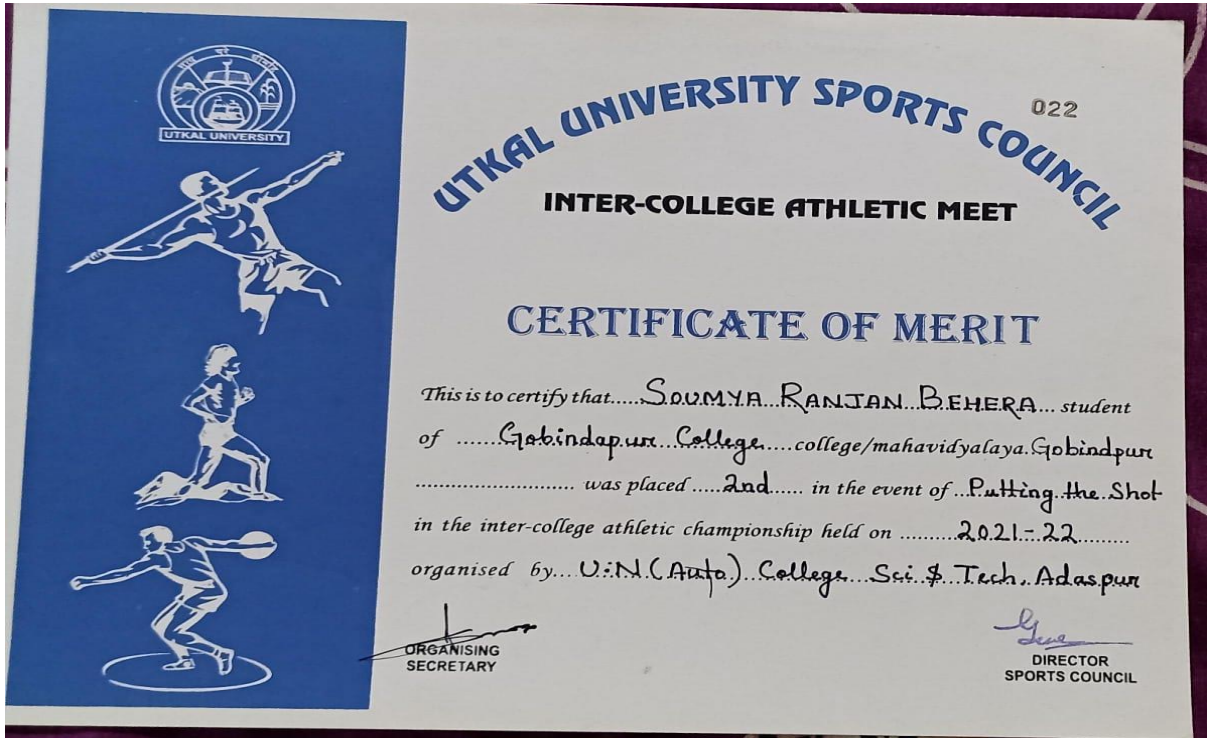 022
UTKAL UNIVERSITY SPORTS COUNCIL
INTER-COLLEGE ATHLETIC MEET
UTKAL UNIVERSITY
CERTIFICATE OF MERIT
This is to certify that.....SOUMYA RANJAN BEHERA... student
of ......Gobindapur College....college/mahavidyalaya.Gobindpur
............................ was placed .....2nd...... in the event of ..Putting the Shot
in the inter-college athletic championship held on ..........2021-22.........
organised by....U.N.(Auto) College Sci $ Tech. Adaspur
ORGANISING
SECRETARY
DIRECTOR
SPORTS COUNCIL